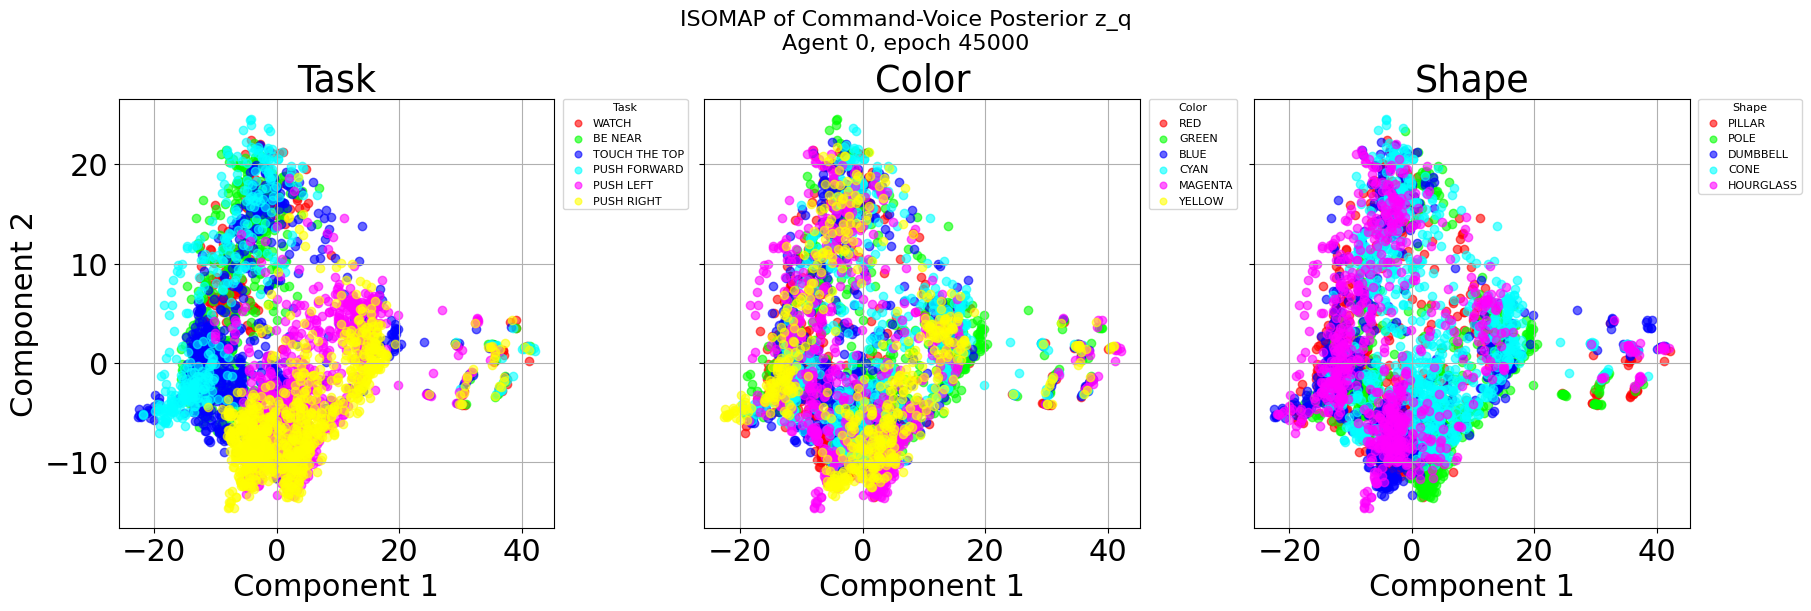 ISOMAP of Command-Voice Posterior z_q
Agent 0, epoch 45000
Task
Color
Shape
Task
WATCH
BE NEAR
TOUCH THE TOP
PUSH FORWARD
PUSH LEFT
PUSH RIGHT
Color
RED
GREEN
BLUE
CYAN
MAGENTA
YELLOW
Shape
PILLAR
POLE
DUMBBELL
CONE
HOURGLASS
Component 2
20
10
0
−10
−20
0
20
40
−20
0
20
40
−20
0
20
40
Component 1
Component 1
Component 1